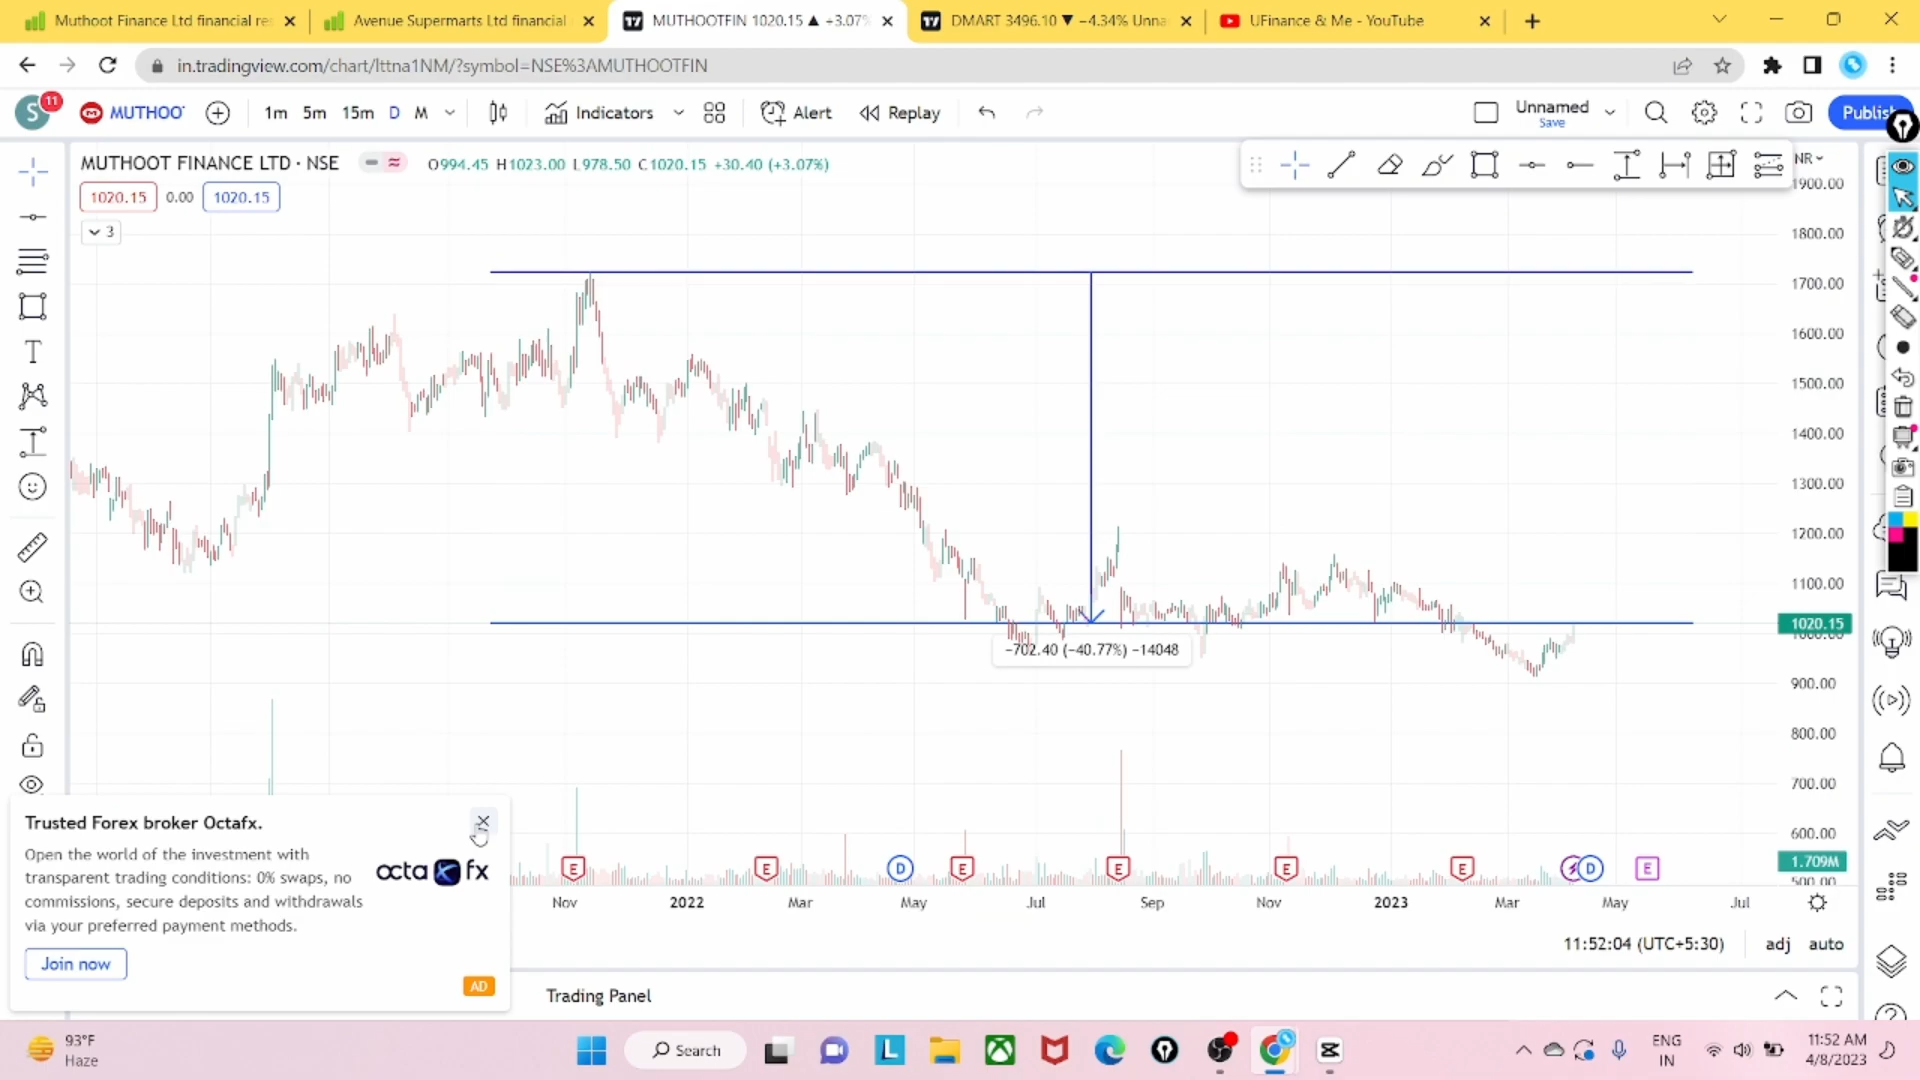 Muthoot Finance Ltd financial re
Avenue Supermarts Ltd financial
MUTHOOTFIN 1020.15 ▲ +3.07%
DMART 3496.10 ▼ −4.34% Unna
UFinance & Me - YouTube
in.tradingview.com/chart/lttna1NM/?symbol=NSE%3AMUTHOOTFIN
S
11
MUTHOO
1m 5m 15m D M
Indicators
Alert
Replay
Unnamed
Save
Publis
MUTHOOT FINANCE LTD · NSE
O994.45 H1023.00 L978.50 C1020.15 +30.40 (+3.07%)
1020.15 0.00 1020.15
3
NR
1900.00
1800.00
1700.00
1600.00
1500.00
1400.00
1300.00
1200.00
1100.00
1020.15
1000.00
900.00
800.00
700.00
600.00
1.709M
500.00
−702.40 (−40.77%) −14048
E E D E E E E D E
Nov 2022 Mar May Jul Sep Nov 2023 Mar May Jul
Trusted Forex broker Octafx.
Open the world of the investment with
transparent trading conditions: 0% swaps, no
commissions, secure deposits and withdrawals
via your preferred payment methods.
octa fx
Join now
AD
11:52:04 (UTC+5:30)
adj auto
Trading Panel
93°F
Haze
Search
ENG
IN
11:52 AM
4/8/2023